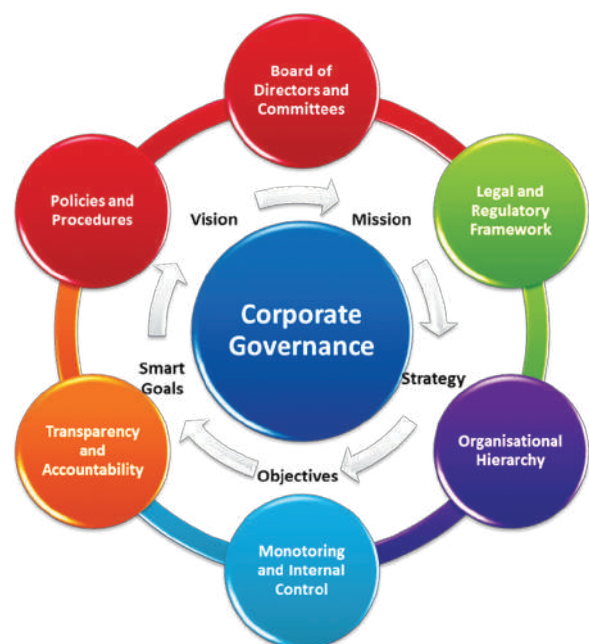 Board of
Directors and
Committees
Policies and
Procedures
Legal and
Regulatory
Framework
Vision
Mission
Corporate
Governance
Smart
Goals
Strategy
Transparency
and
Accountability
Organisational
Hierarchy
Objectives
Monotoring
and Internal
Control